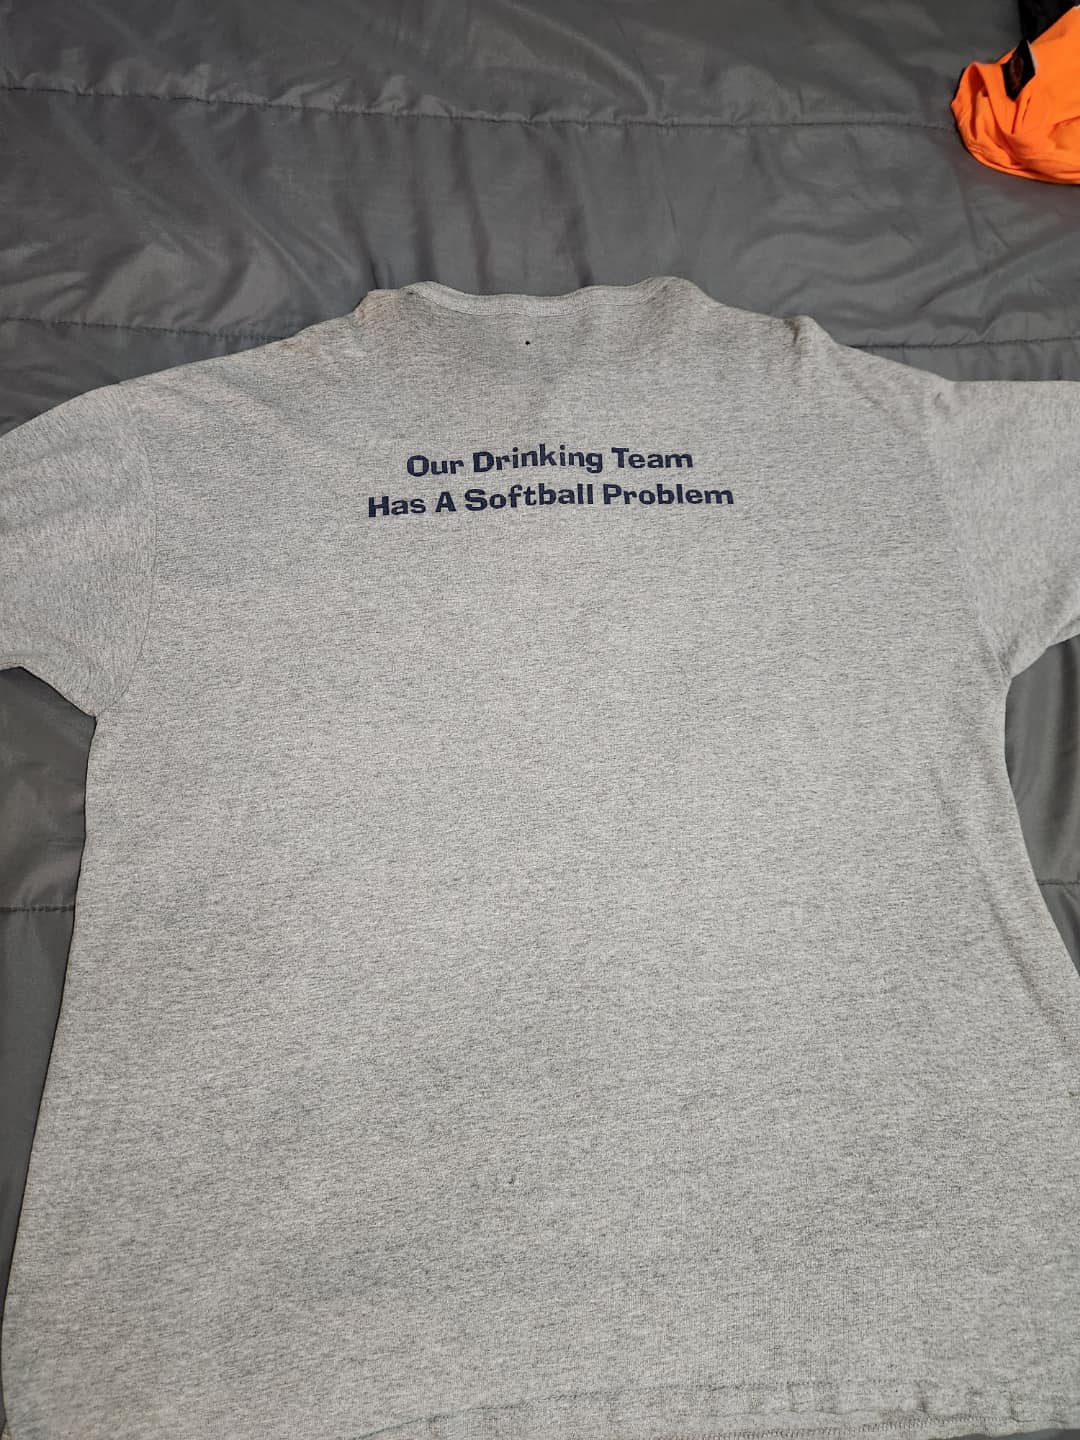 Our Drinking Team
Has A Softball Problem